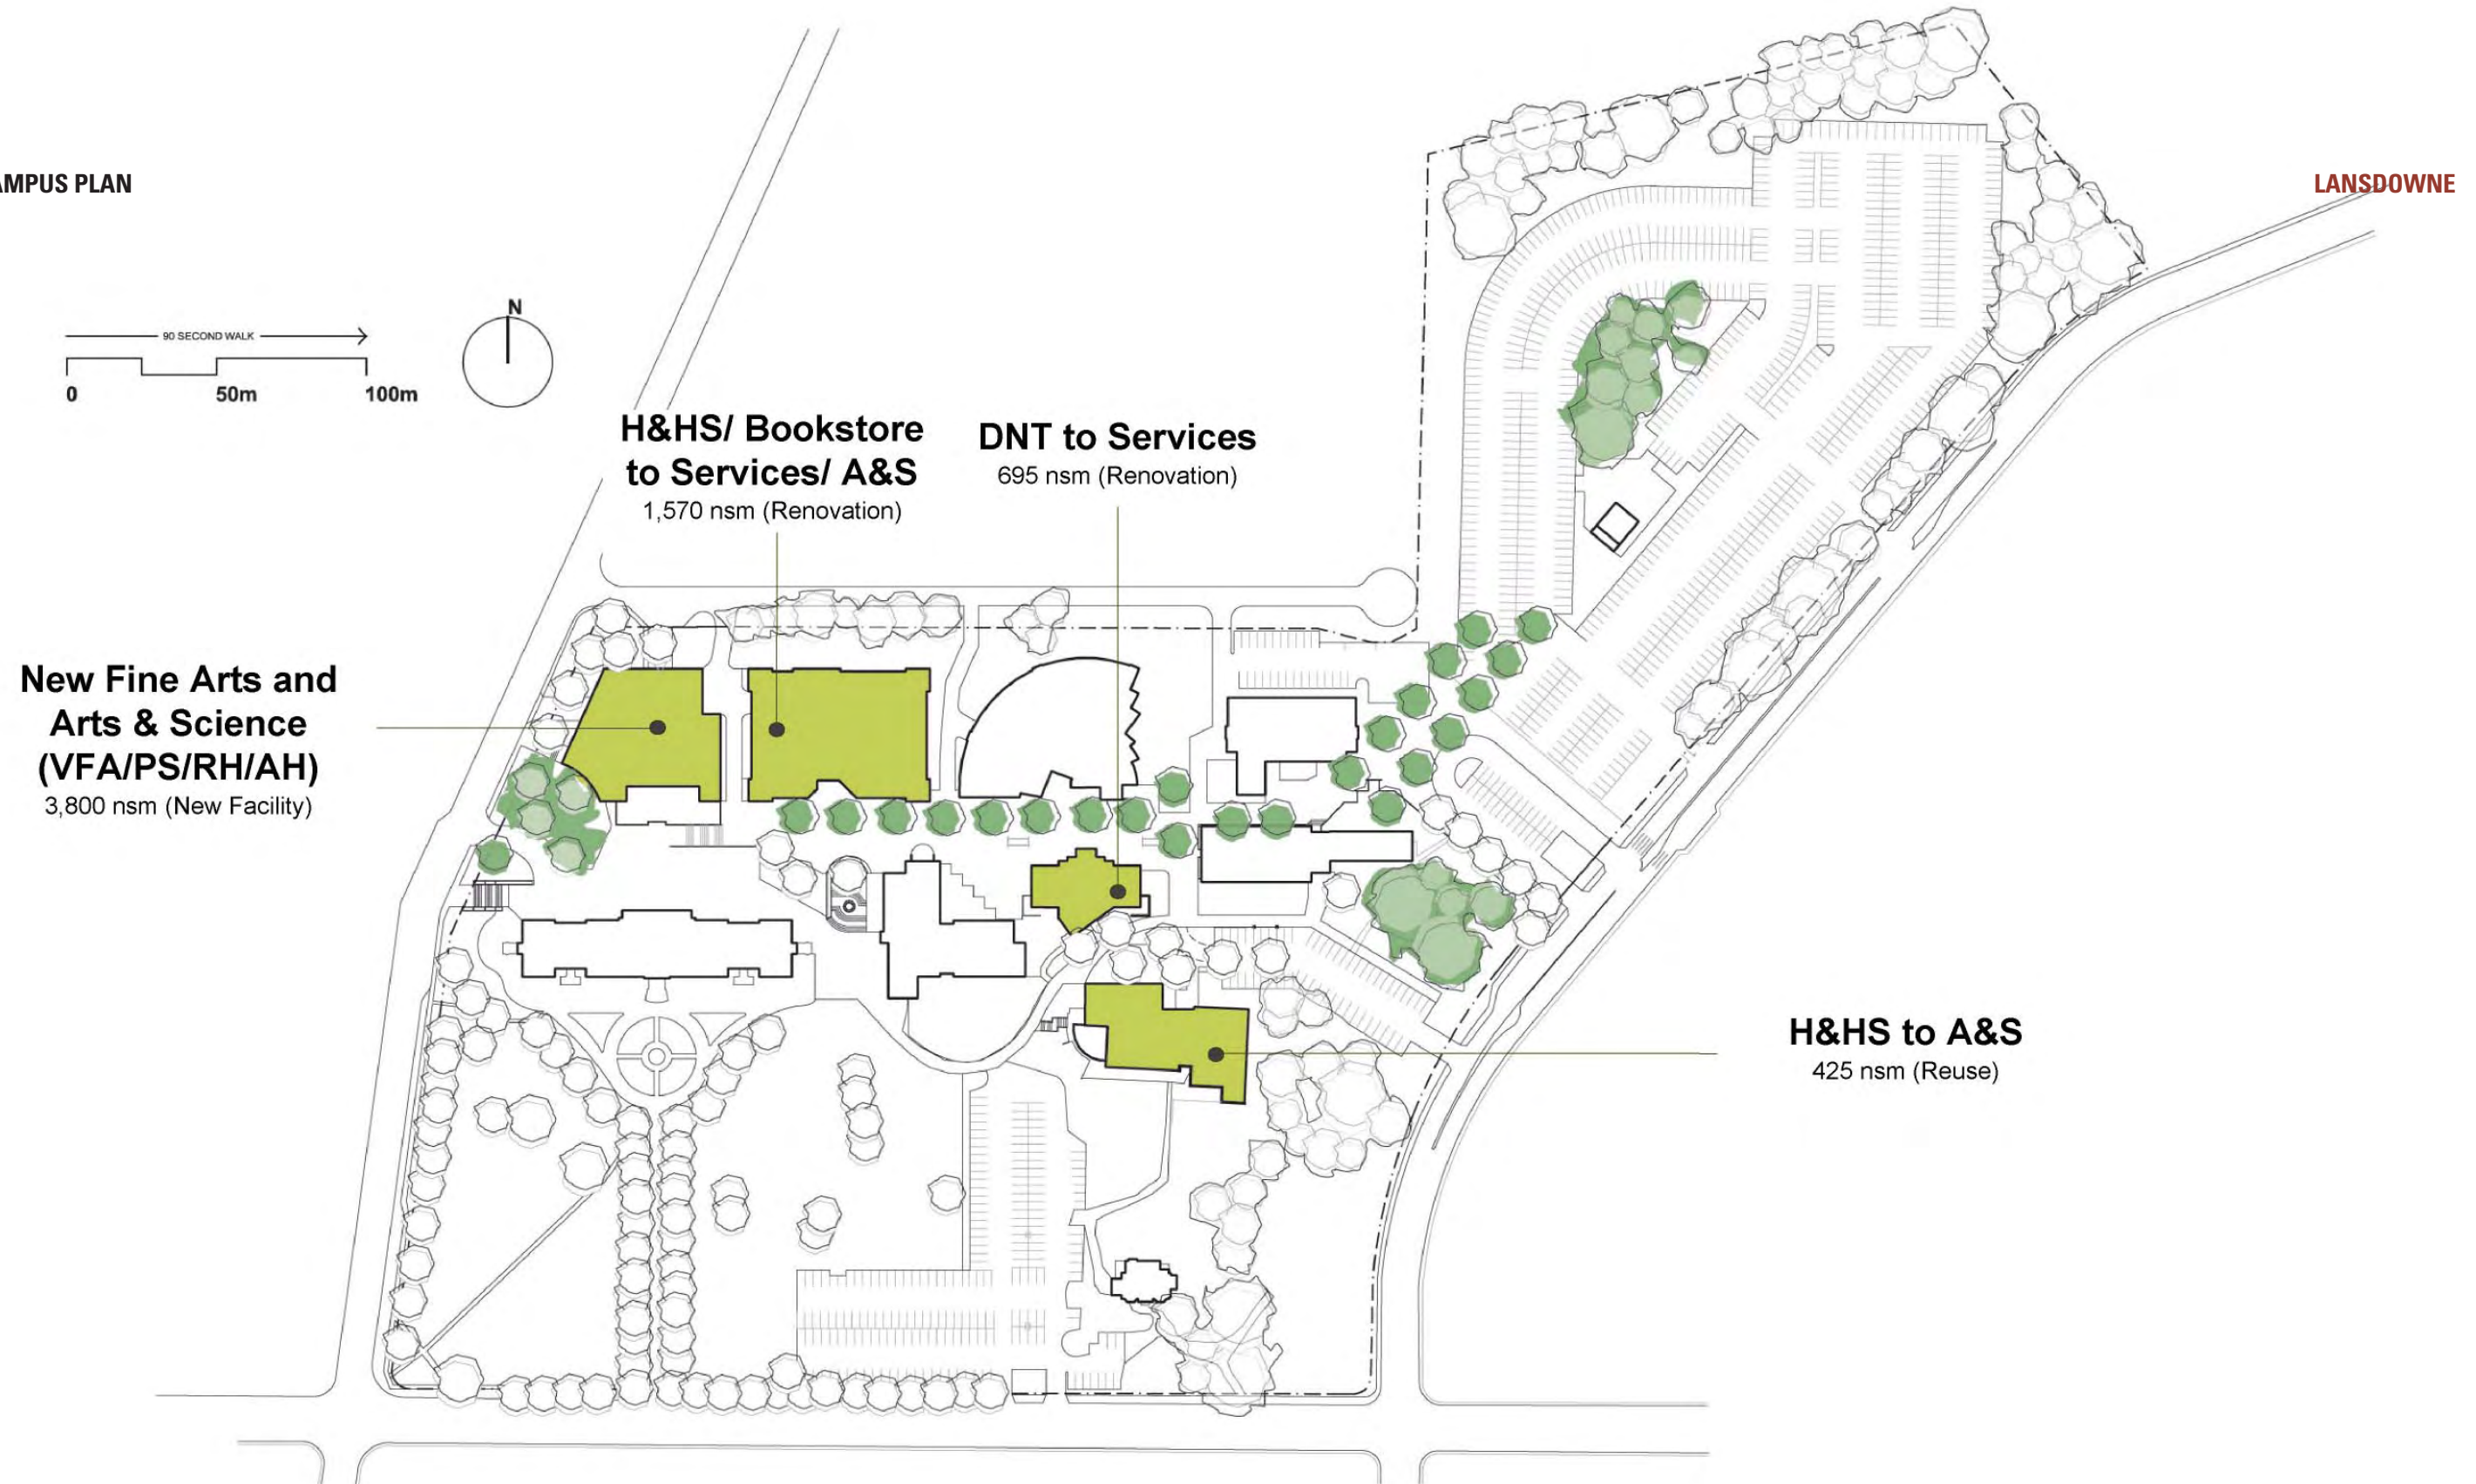 AMPUS PLAN
LANSDOWNE
N
90 SECOND WALK
0 50m 100m
H&HS/ Bookstore
to Services/ A&S
1,570 nsm (Renovation)
DNT to Services
695 nsm (Renovation)
New Fine Arts and
Arts & Science
(VFA/PS/RH/AH)
3,800 nsm (New Facility)
H&HS to A&S
425 nsm (Reuse)